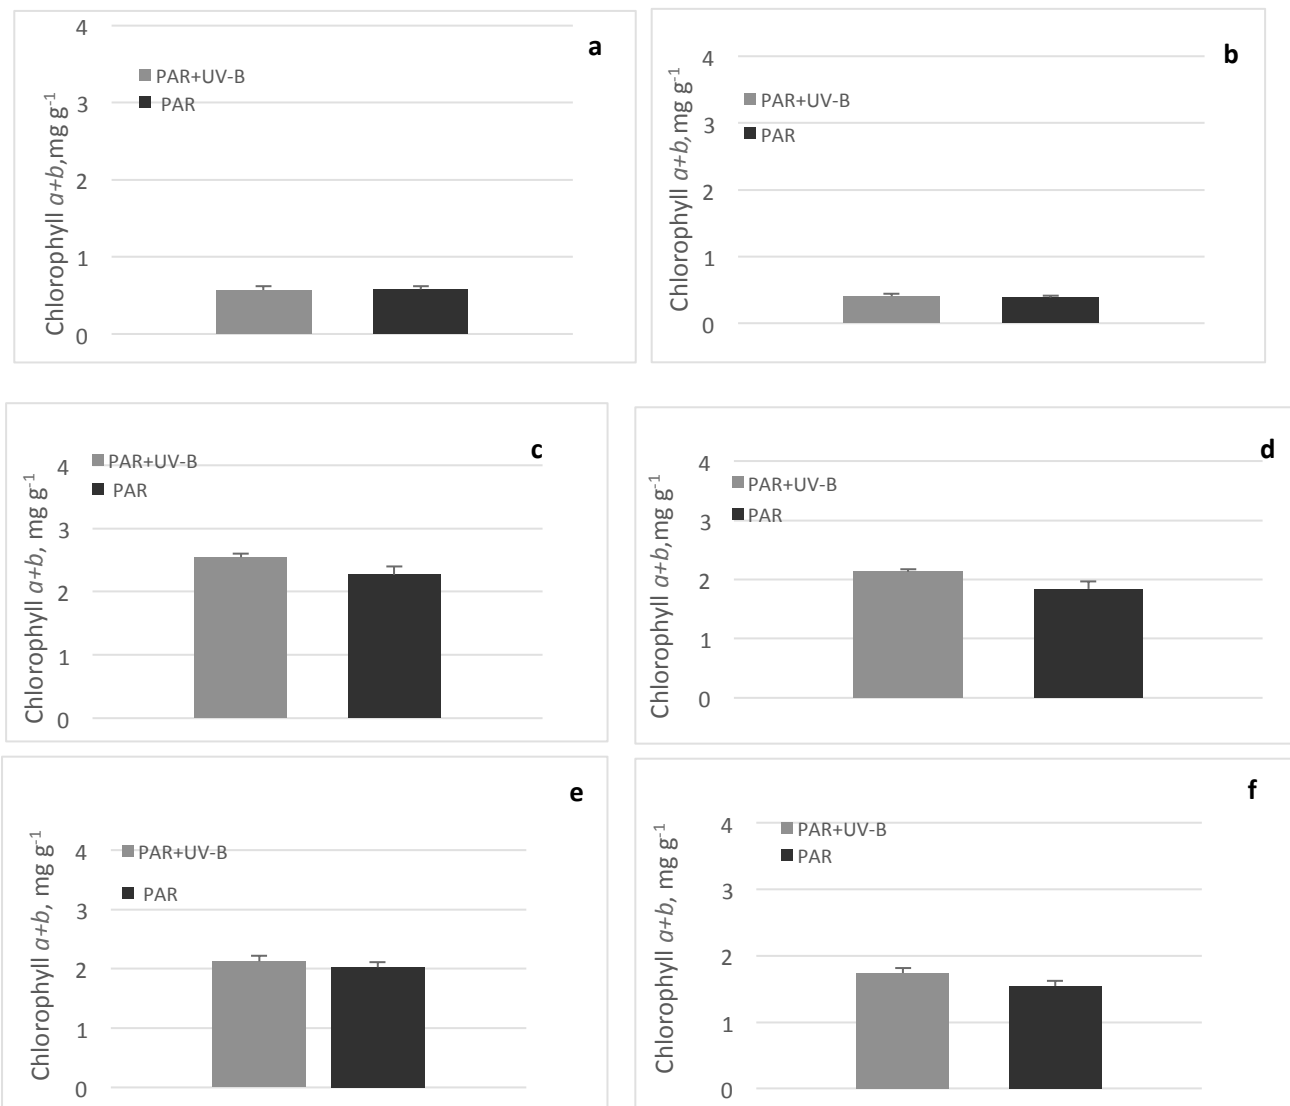 4
a
PAR+UV-B
3
PAR
2
1
0
Chlorophyll a+b,mg g-1
4
b
PAR+UV-B
3
PAR
2
1
0
Chlorophyll a+b,mg g-1
c
PAR+UV-B
4
PAR
3
2
1
0
Chlorophyll a+b, mg g-1
d
4
PAR+UV-B
PAR
3
2
1
0
Chlorophyll a+b,mg g-1
e
4
PAR+UV-B
PAR
3
2
1
0
Chlorophyll a+b, mg g-1
f
4
PAR+UV-B
PAR
3
2
1
0
Chlorophyll a+b, mg g-1